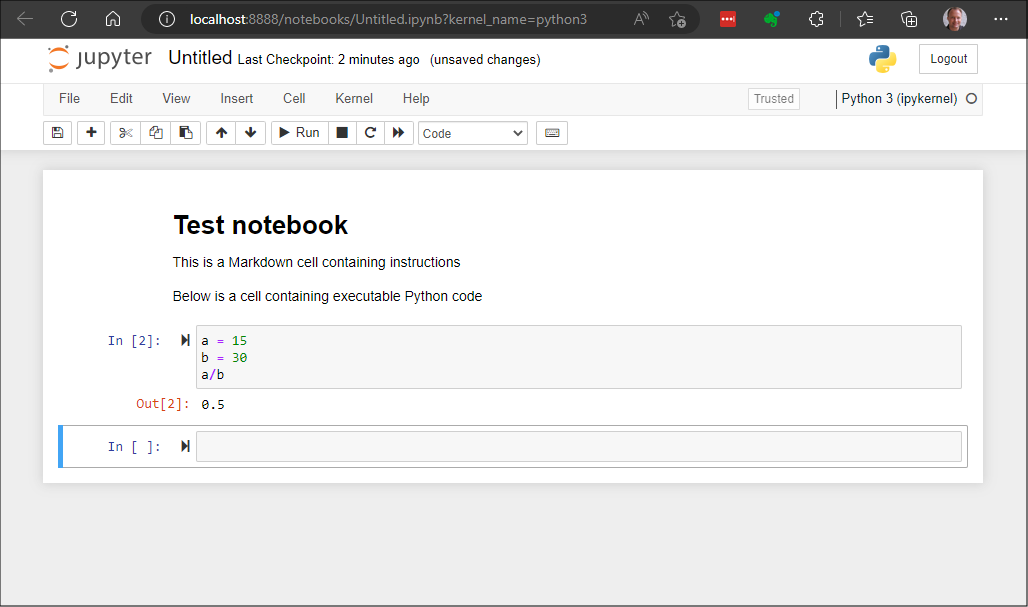 localhost:8888/notebooks/Untitled.ipynb?kernel_name=python3
jupyter Untitled Last Checkpoint: 2 minutes ago (unsaved changes) Logout
File Edit View Insert Cell Kernel Help Trusted Python 3 (ipykernel)
Run Code
Test notebook
This is a Markdown cell containing instructions
Below is a cell containing executable Python code
In [2]: a = 15
b = 30
a/b
Out[2]: 0.5
In [ ]: